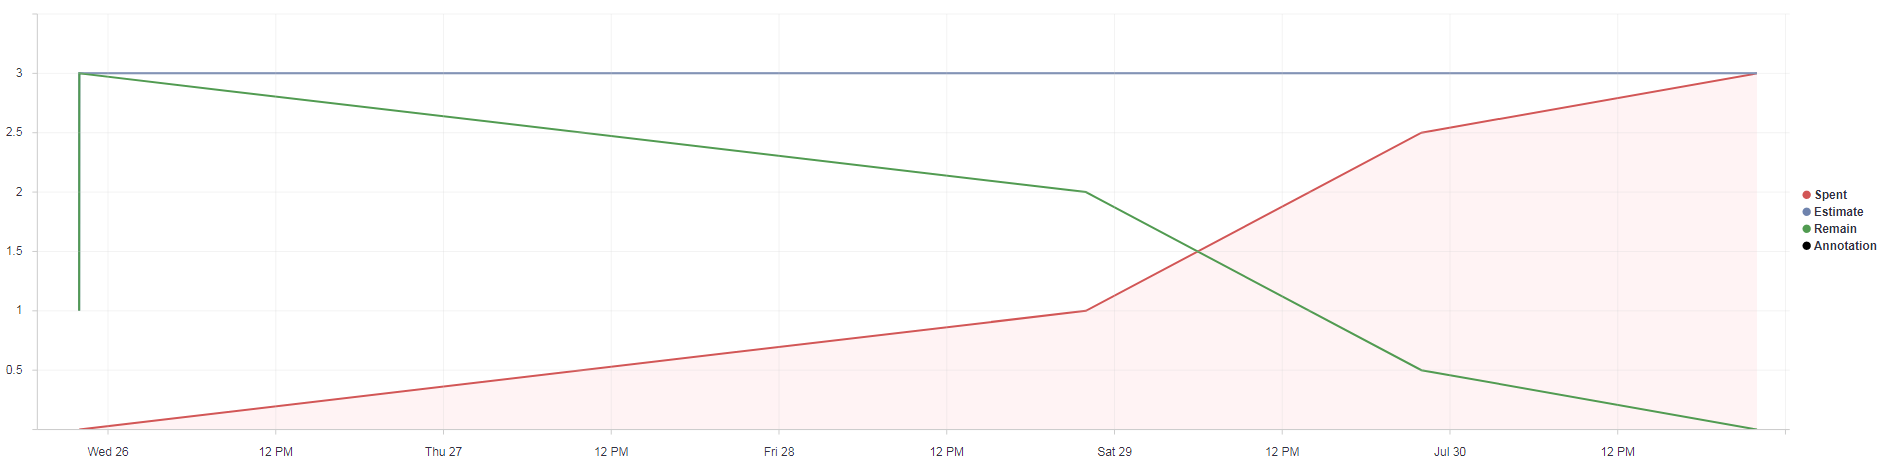 3
2.5
2
1.5
1
0.5
Wed 26 12 PM Thu 27 12 PM Fri 28 12 PM Sat 29 12 PM Jul 30 12 PM
Spent
Estimate
Remain
Annotation